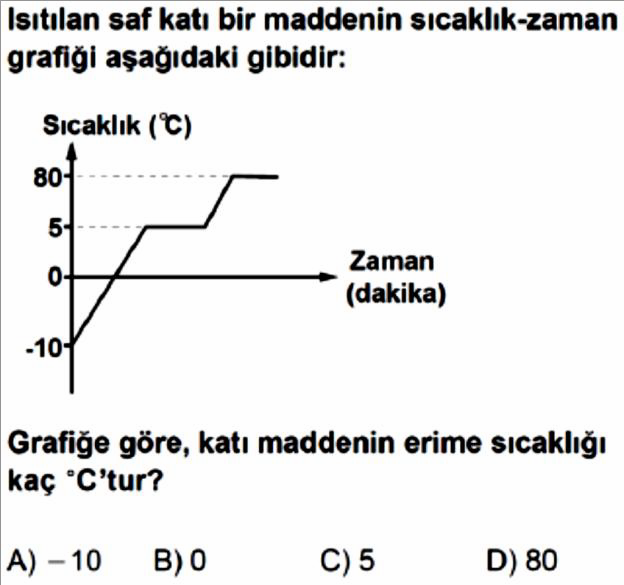 Isıtılan saf katı bir maddenin sıcaklık-zaman
grafiği aşağıdaki gibidir:
Sıcaklık (°C)
80
5
0
-10
Zaman
(dakika)
Grafiğe göre, katı maddenin erime sıcaklığı
kaç °C'tur?
A) – 10 B) 0 C) 5 D) 80